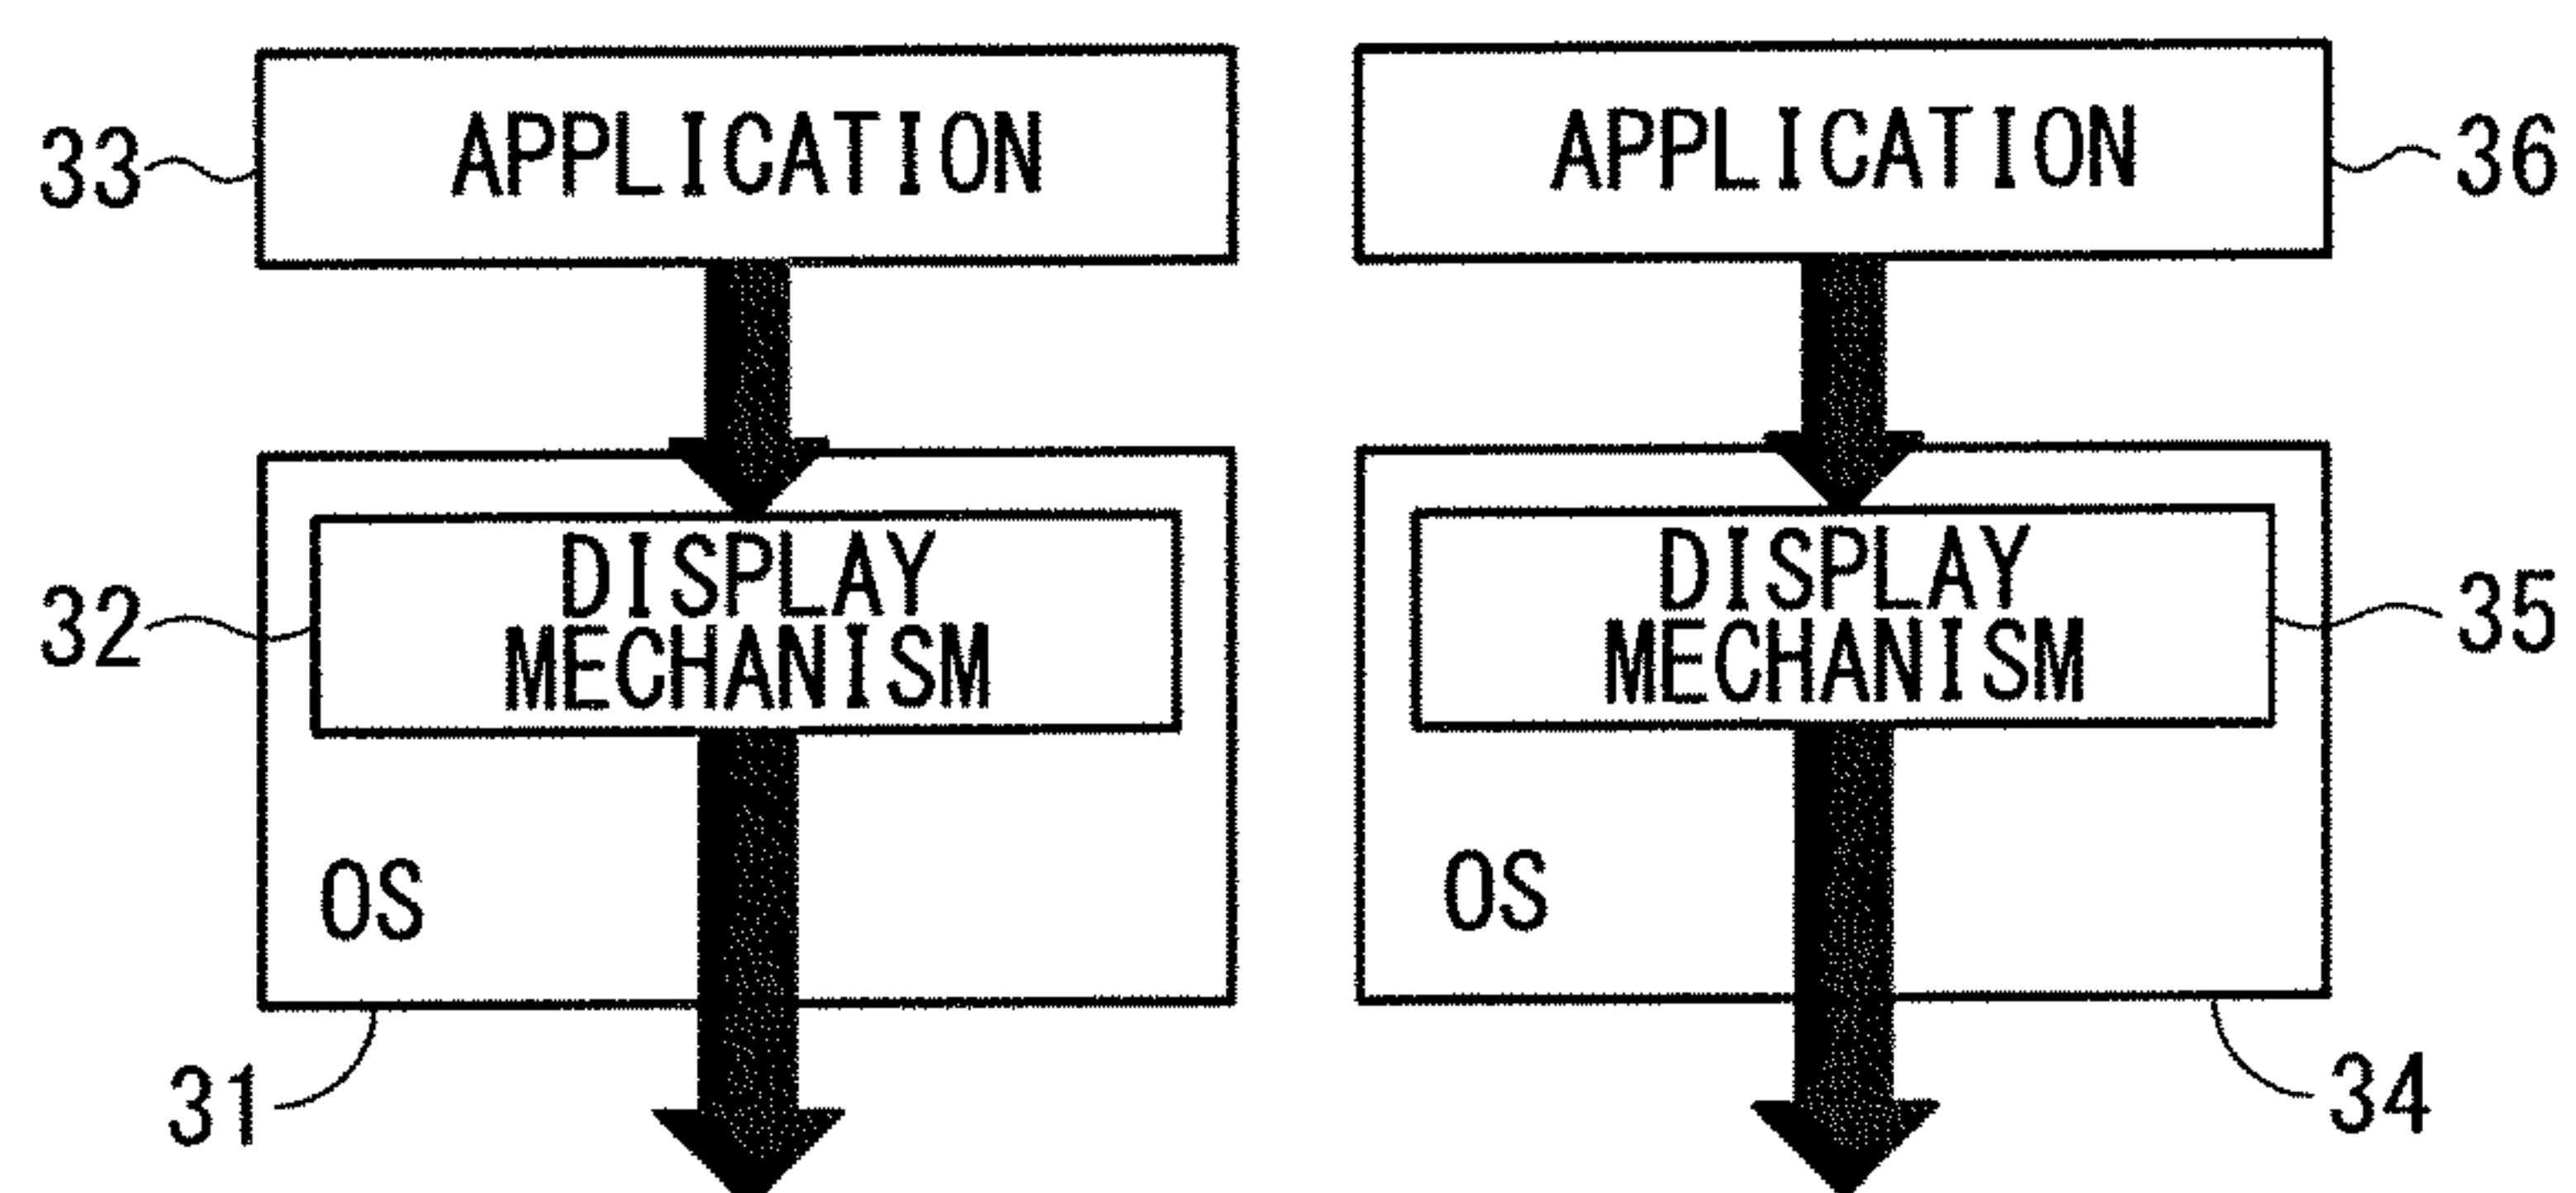 APPLICATION
APPLICATION
33
36
DISPLAY
MECHANISM
DISPLAY
MECHANISM
32
35
OS
OS
31
34